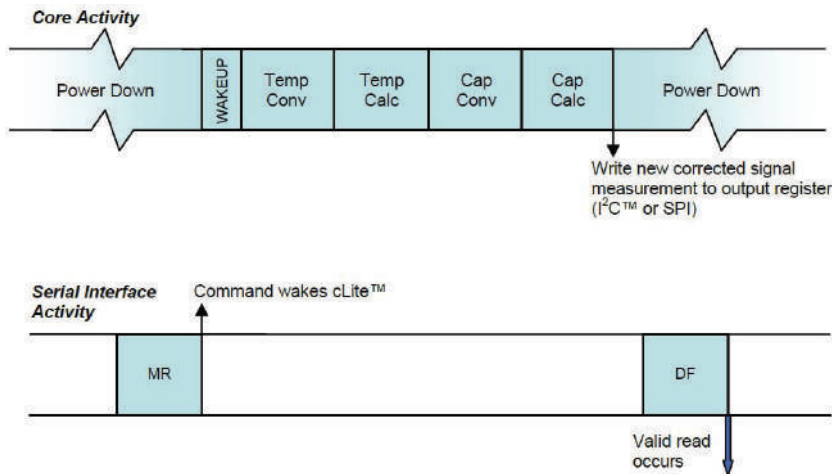 Core Activity
Power Down
WAKEUP
Temp
Conv
Temp
Calc
Cap
Conv
Cap
Calc
Power Down
Write new corrected signal
measurement to output register
(I²C™ or SPI)
Serial Interface
Activity
Command wakes cLite™
MR
DF
Valid read
occurs